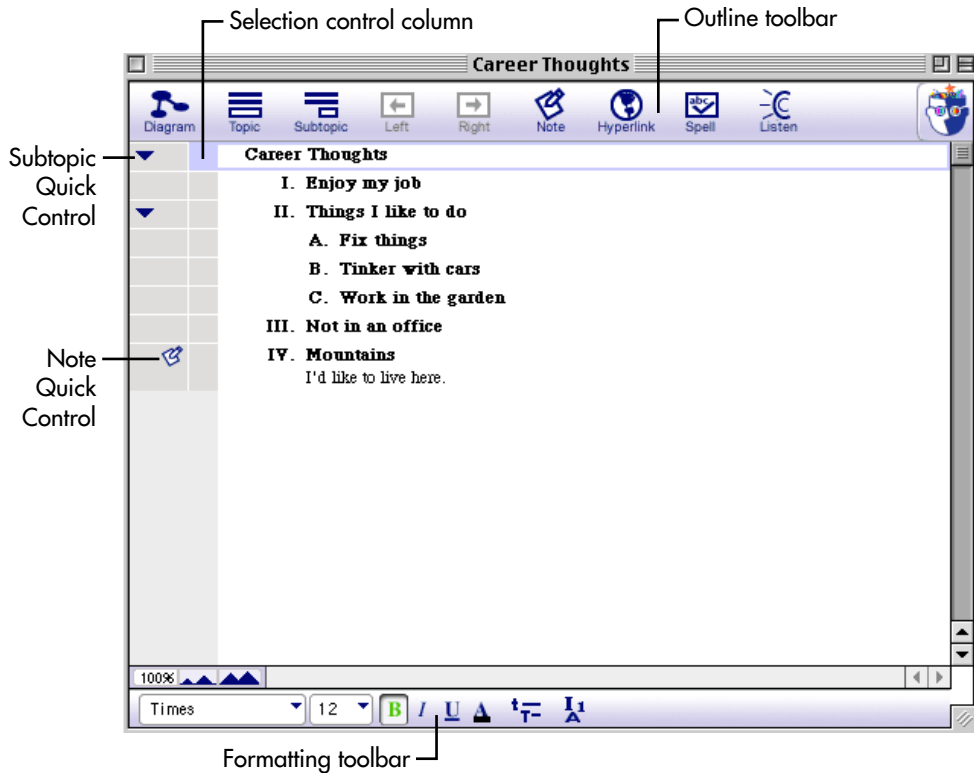 Selection control column
Outline toolbar
Career Thoughts
Diagram Topic Subtopic Left Right Note Hyperlink abc Spell Listen
Subtopic
Quick
Control
Career Thoughts
I. Enjoy my job
II. Things I like to do
A. Fix things
B. Tinker with cars
C. Work in the garden
III. Not in an office
Note
Quick
Control
IV. Mountains
I'd like to live here.
100%
Times 12 B I U A
Formatting toolbar